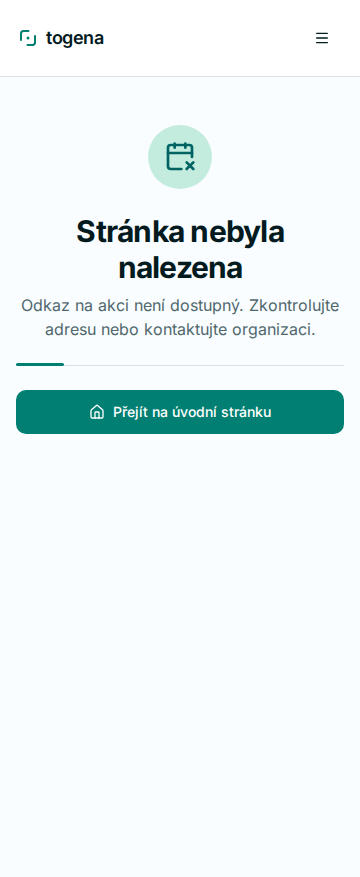 togena
Stránka nebyla
nalezena
Odkaz na akci není dostupný. Zkontrolujte
adresu nebo kontaktujte organizaci.
Přejít na úvodní stránku